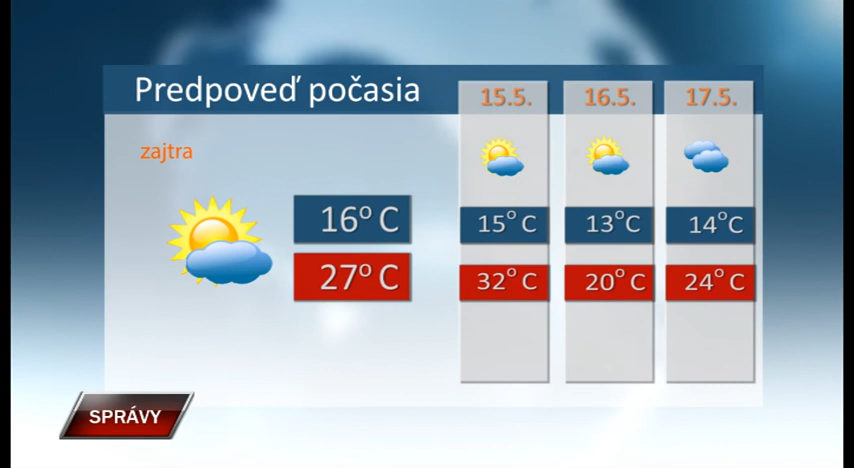 Predpoveď počasia
zajtra
16° C
27° C
15.5. 16.5. 17.5.
15° C 13°C 14°C
32° C 20° C 24° C
SPRÁVY